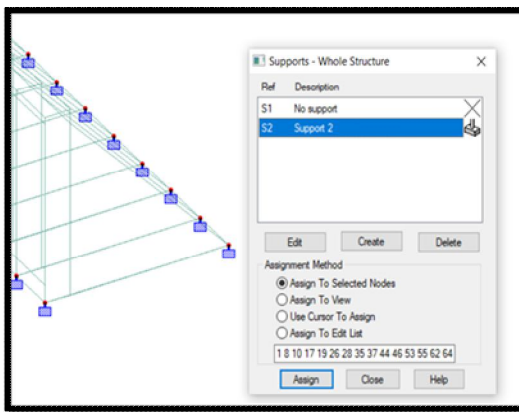 Supports - Whole Structure
Ref Description
S1 No support
S2 Support 2
Edit Create Delete
Assignment Method
Assign To Selected Nodes
Assign To View
Use Cursor To Assign
Assign To Edit List
1 8 10 17 19 26 28 35 37 44 46 53 55 62 64
Assign Close Help